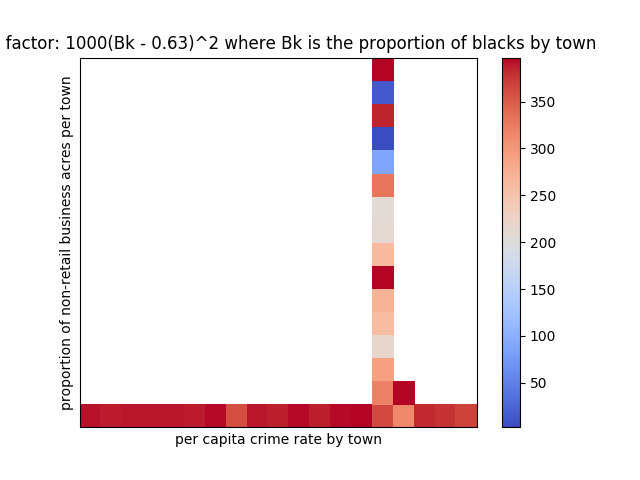 factor: 1000(Bk - 0.63)^2 where Bk is the proportion of blacks by town
proportion of non-retail business acres per town
per capita crime rate by town
350
300
250
200
150
100
50